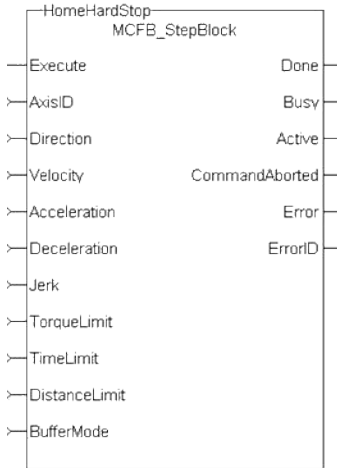 HomeHardStop
MCFB_StepBlock
Execute Done
AxisID Busy
Direction Active
Velocity CommandAborted
Acceleration Error
Deceleration ErrorID
Jerk
TorqueLimit
TimeLimit
DistanceLimit
BufferMode